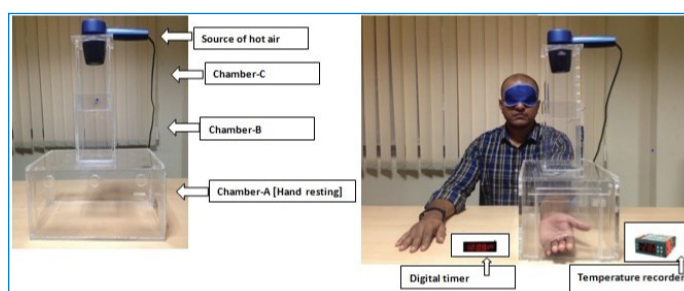 Source of hot air
Chamber-C
Chamber-B
Chamber-A [Hand resting]
Digital timer
Temperature recorder